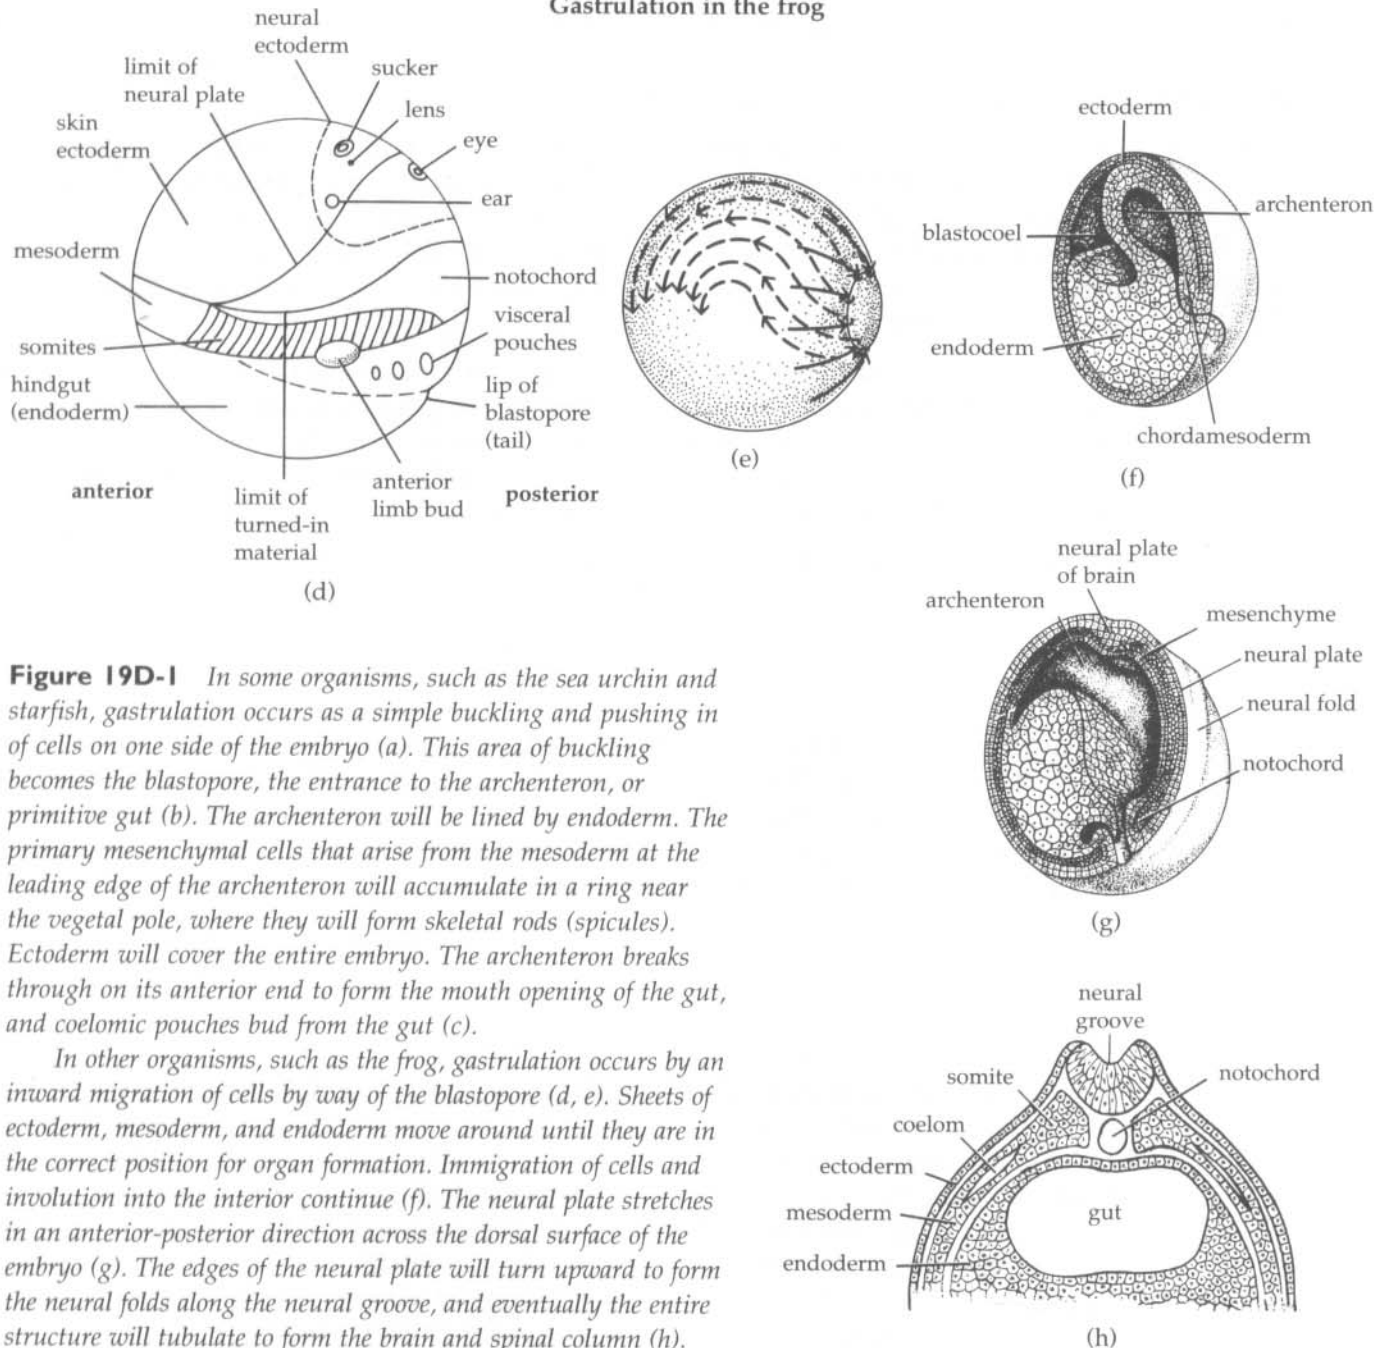 Gastrulation in the frog
neural
ectoderm
limit of
neural plate
sucker
lens
skin
ectoderm
eye
ear
mesoderm
notochord
visceral
pouches
somites
hindgut
(endoderm)
lip of
blastopore
(tail)
anterior
limit of
turned-in
material
anterior
limb bud
posterior
(d)
(e)
ectoderm
archenteron
blastocoel
endoderm
chordamesoderm
(f)
neural plate
of brain
archenteron
mesenchyme
neural plate
neural fold
notochord
(g)
Figure 19D-1 In some organisms, such as the sea urchin and
starfish, gastrulation occurs as a simple buckling and pushing in
of cells on one side of the embryo (a). This area of buckling
becomes the blastopore, the entrance to the archenteron, or
primitive gut (b). The archenteron will be lined by endoderm. The
primary mesenchymal cells that arise from the mesoderm at the
leading edge of the archenteron will accumulate in a ring near
the vegetal pole, where they will form skeletal rods (spicules).
Ectoderm will cover the entire embryo. The archenteron breaks
through on its anterior end to form the mouth opening of the gut,
and coelomic pouches bud from the gut (c).
In other organisms, such as the frog, gastrulation occurs by an
inward migration of cells by way of the blastopore (d, e). Sheets of
ectoderm, mesoderm, and endoderm move around until they are in
the correct position for organ formation. Immigration of cells and
involution into the interior continue (f). The neural plate stretches
in an anterior-posterior direction across the dorsal surface of the
embryo (g). The edges of the neural plate will turn upward to form
the neural folds along the neural groove, and eventually the entire
structure will tubulate to form the brain and spinal column (h).
neural
groove
somite
notochord
coelom
ectoderm
mesoderm
gut
endoderm
(h)